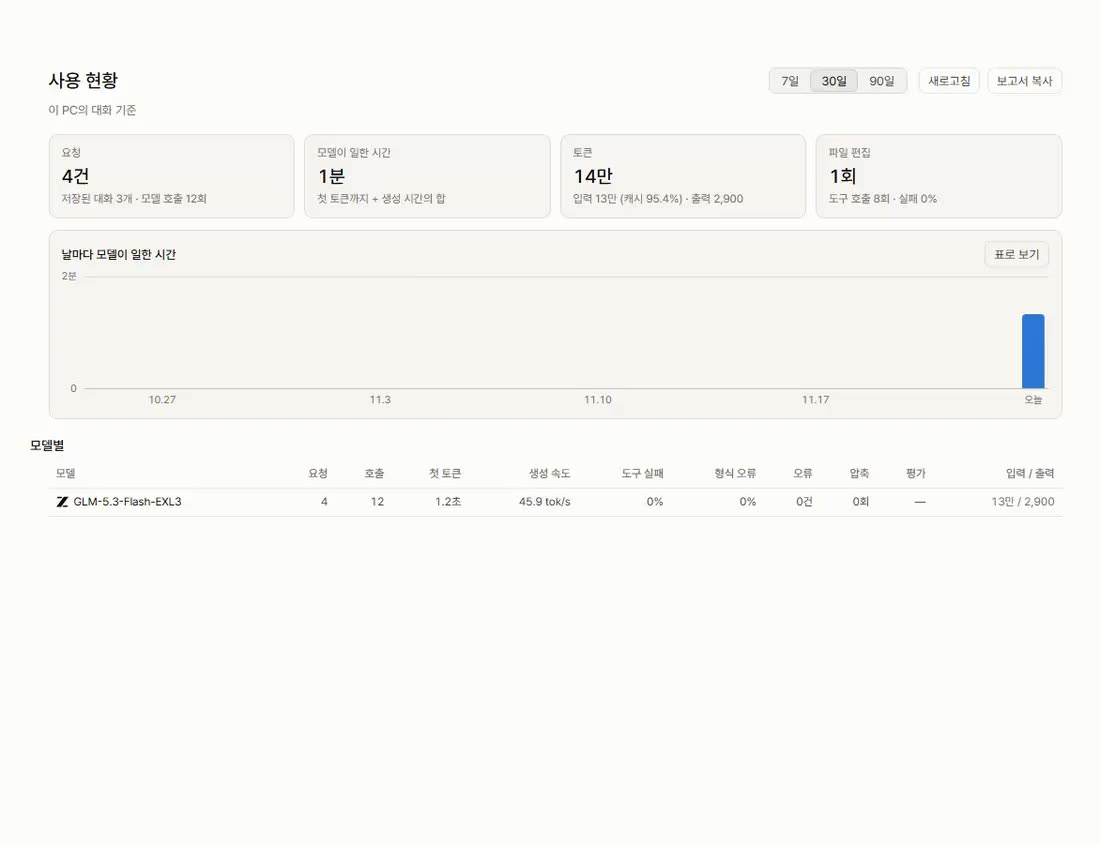 사용 현황
7일 30일 90일 새로고침 보고서 복사
이 PC의 대화 기준
요청
4건
저장된 대화 3개 · 모델 호출 12회
모델이 일한 시간
1분
첫 토큰까지 + 생성 시간의 합
토큰
14만
입력 13만 (캐시 95.4%) · 출력 2,900
파일 편집
1회
도구 호출 8회 · 실패 0%
날마다 모델이 일한 시간
표로 보기
2분
0
10.27 11.3 11.10 11.17 오늘
모델별
모델 요청 호출 첫 토큰 생성 속도 도구 실패 형식 오류 오류 압축 평가 입력 / 출력
GLM-5.3-Flash-EXL3 4 12 1.2초 45.9 tok/s 0% 0% 0건 0회 — 13만 / 2,900